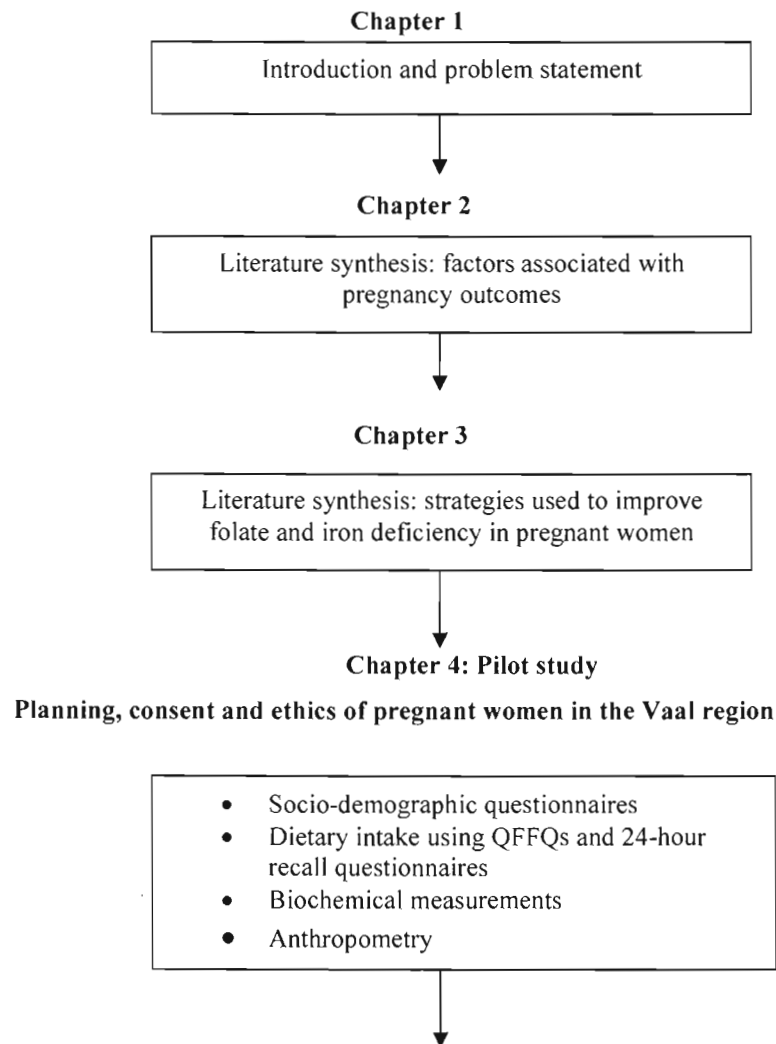 Chapter 1
Introduction and problem statement
Chapter 2
Literature synthesis: factors associated with
pregnancy outcomes
Chapter 3
Literature synthesis: strategies used to improve
folate and iron deficiency in pregnant women
Chapter 4: Pilot study
Planning, consent and ethics of pregnant women in the Vaal region
• Socio-demographic questionnaires
• Dietary intake using QFFQs and 24-hour
recall questionnaires
• Biochemical measurements
• Anthropometry